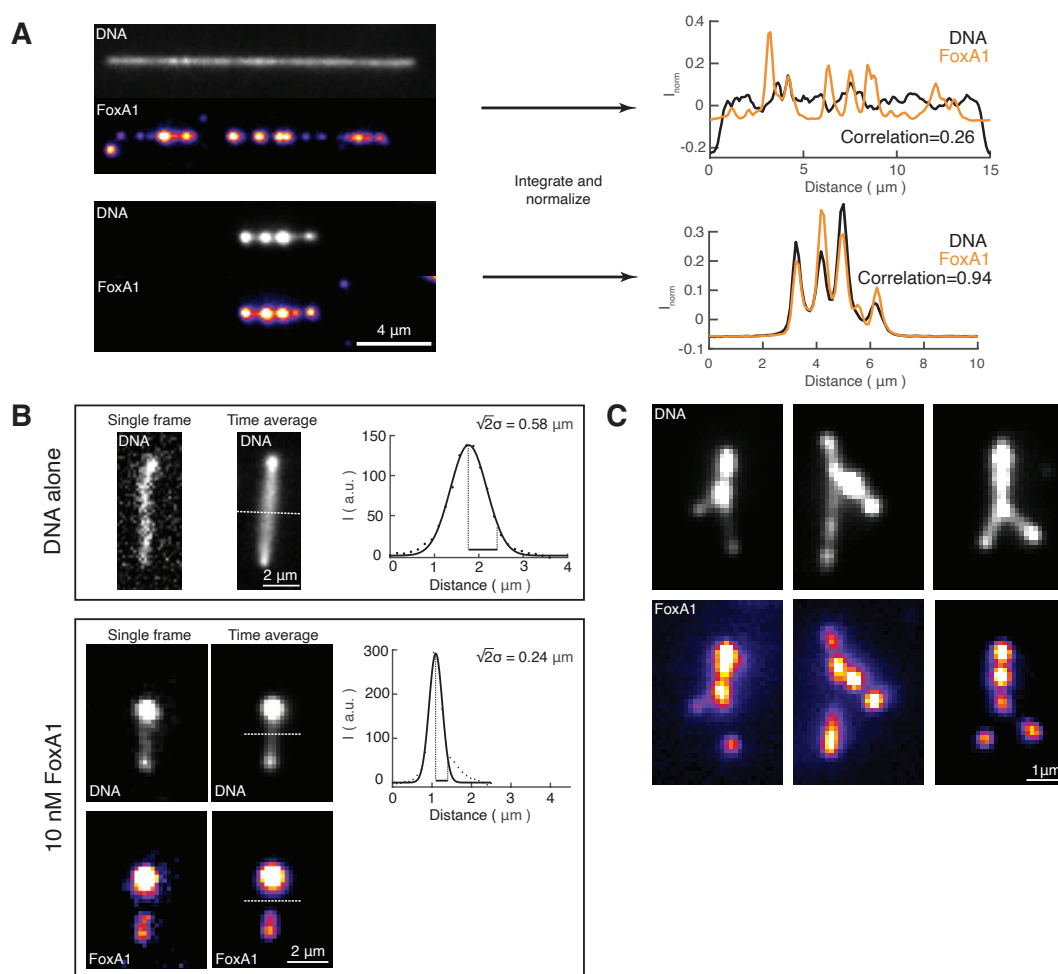 A
DNA
FoxA1
DNA
FoxA1
4 µm
Integrate and
normalize
DNA
FoxA1
Correlation=0.26
I norm
0.4
0.2
0
-0.2
0 5 10 15
Distance ( µm)
DNA
FoxA1
Correlation=0.94
I norm
0.3
0.2
0.1
0
-0.1
0 2 4 6 8 10
Distance ( µm)
B
DNA alone
Single frame
Time average
DNA
DNA
2 µm
√2σ = 0.58 µm
I ( a.u.)
150
100
50
0
0 1 2 3 4
Distance ( µm)
10 nM FoxA1
Single frame
Time average
DNA
DNA
FoxA1
FoxA1
2 µm
√2σ = 0.24 µm
I ( a.u.)
300
200
100
0
0 1 2 3 4
Distance ( µm)
C
DNA
FoxA1
1µm